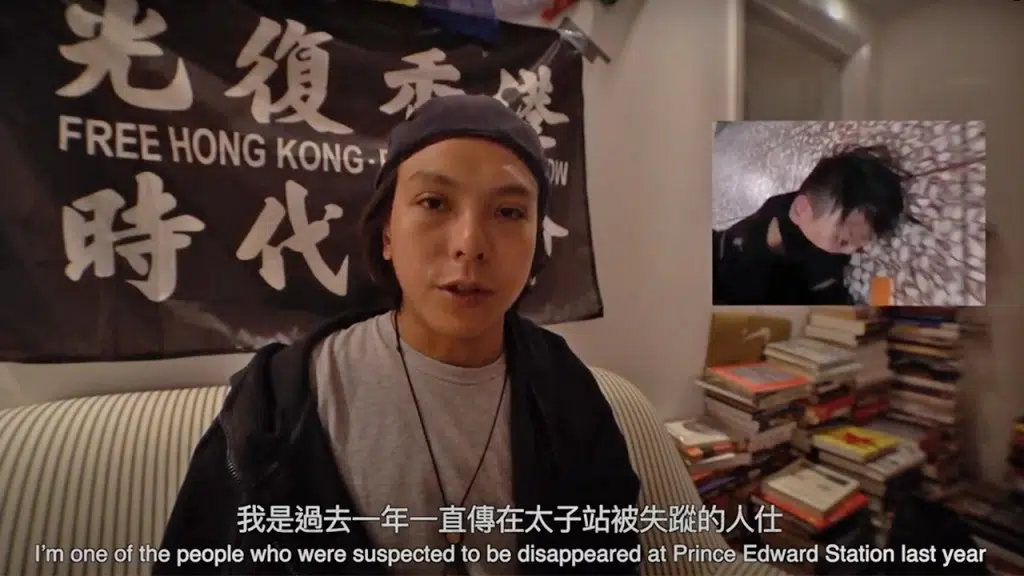 光復香港
FREE HONG KONG
時代
我是過去一年一直傳在太子站被失蹤的人仕
I'm one of the people who were suspected to be disappeared at Prince Edward Station last year